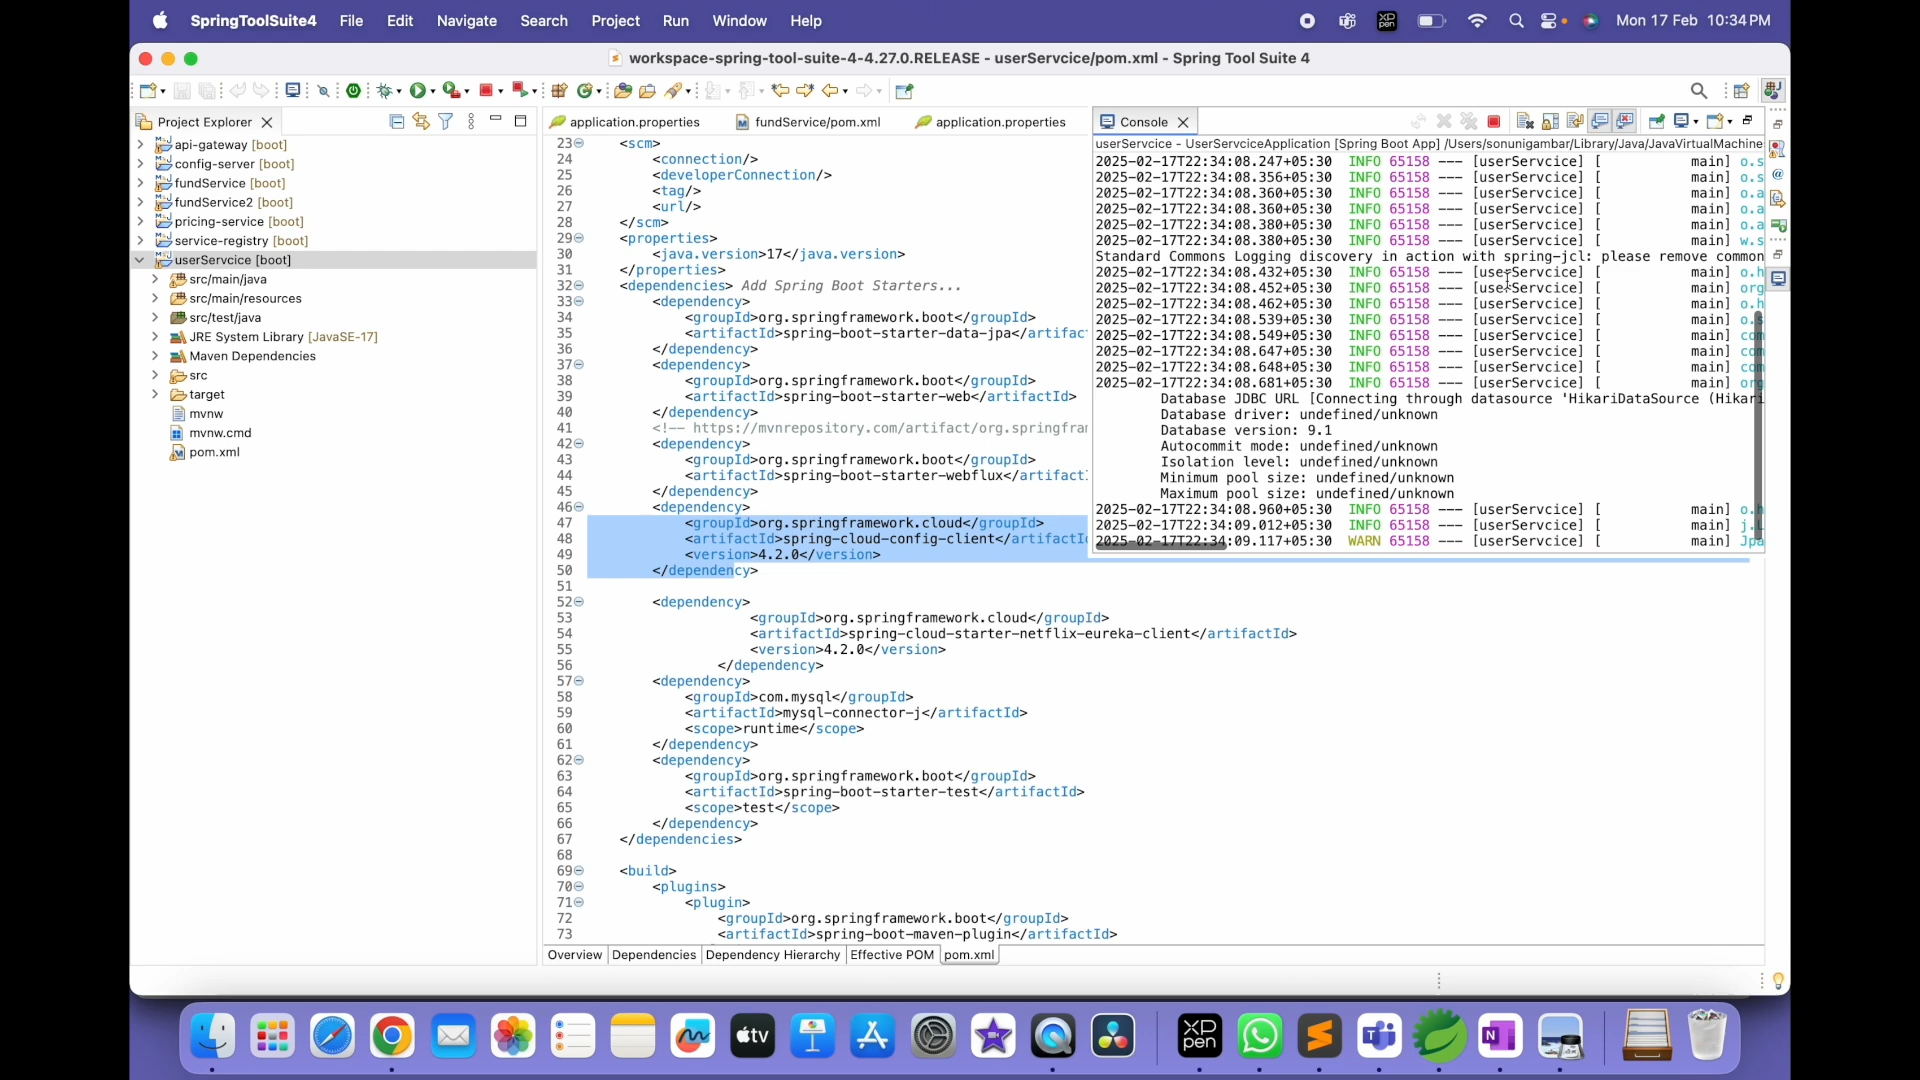 SpringToolSuite4 File Edit Navigate Search Project Run Window Help
XP pen
Mon 17 Feb 10:34 PM
workspace-spring-tool-suite-4-4.27.0.RELEASE - userServcice/pom.xml - Spring Tool Suite 4
Project Explorer
api-gateway [boot]
config-server [boot]
fundService [boot]
fundService2 [boot]
pricing-service [boot]
service-registry [boot]
userServcice [boot]
src/main/java
src/main/resources
src/test/java
JRE System Library [JavaSE-17]
Maven Dependencies
src
target
mvnw
mvnw.cmd
pom.xml
application.properties fundService/pom.xml application.properties
23 <scm>
24 <connection/>
25 <developerConnection/>
26 <tag/>
27 <url/>
28 </scm>
29 <properties>
30 <java.version>17</java.version>
31 </properties>
32 <dependencies> Add Spring Boot Starters...
33 <dependency>
34 <groupId>org.springframework.boot</groupId>
35 <artifactId>spring-boot-starter-data-jpa</artifac
36 </dependency>
37 <dependency>
38 <groupId>org.springframework.boot</groupId>
39 <artifactId>spring-boot-starter-web</artifactId>
40 </dependency>
41 <!-- https://mvnrepository.com/artifact/org.springfra
42 <dependency>
43 <groupId>org.springframework.boot</groupId>
44 <artifactId>spring-boot-starter-webflux</artifact
45 </dependency>
46 <dependency>
47 <groupId>org.springframework.cloud</groupId>
48 <artifactId>spring-cloud-config-client</artifactI
49 <version>4.2.0</version>
50 </dependency>
51
52 <dependency>
53 <groupId>org.springframework.cloud</groupId>
54 <artifactId>spring-cloud-starter-netflix-eureka-client</artifactId>
55 <version>4.2.0</version>
56 </dependency>
57 <dependency>
58 <groupId>com.mysql</groupId>
59 <artifactId>mysql-connector-j</artifactId>
60 <scope>runtime</scope>
61 </dependency>
62 <dependency>
63 <groupId>org.springframework.boot</groupId>
64 <artifactId>spring-boot-starter-test</artifactId>
65 <scope>test</scope>
66 </dependency>
67 </dependencies>
68
69 <build>
70 <plugins>
71 <plugin>
72 <groupId>org.springframework.boot</groupId>
73 <artifactId>spring-boot-maven-plugin</artifactId>
Overview Dependencies Dependency Hierarchy Effective POM pom.xml
Console
userServcice - UserServciceApplication [Spring Boot App] /Users/sonunigambar/Library/Java/JavaVirtualMachine
2025-02-17T22:34:08.247+05:30 INFO 65158 --- [userServcice] [ main] o.s
2025-02-17T22:34:08.356+05:30 INFO 65158 --- [userServcice] [ main] o.s
2025-02-17T22:34:08.360+05:30 INFO 65158 --- [userServcice] [ main] o.a
2025-02-17T22:34:08.360+05:30 INFO 65158 --- [userServcice] [ main] o.a
2025-02-17T22:34:08.380+05:30 INFO 65158 --- [userServcice] [ main] o.a
2025-02-17T22:34:08.380+05:30 INFO 65158 --- [userServcice] [ main] w.s
Standard Commons Logging discovery in action with spring-jcl: please remove common
2025-02-17T22:34:08.432+05:30 INFO 65158 --- [userServcice] [ main] o.h
2025-02-17T22:34:08.452+05:30 INFO 65158 --- [userServcice] [ main] org
2025-02-17T22:34:08.462+05:30 INFO 65158 --- [userServcice] [ main] o.h
2025-02-17T22:34:08.539+05:30 INFO 65158 --- [userServcice] [ main] o.s
2025-02-17T22:34:08.549+05:30 INFO 65158 --- [userServcice] [ main] com
2025-02-17T22:34:08.647+05:30 INFO 65158 --- [userServcice] [ main] com
2025-02-17T22:34:08.648+05:30 INFO 65158 --- [userServcice] [ main] com
2025-02-17T22:34:08.681+05:30 INFO 65158 --- [userServcice] [ main] org
Database JDBC URL [Connecting through datasource 'HikariDataSource (Hikari
Database driver: undefined/unknown
Database version: 9.1
Autocommit mode: undefined/unknown
Isolation level: undefined/unknown
Minimum pool size: undefined/unknown
Maximum pool size: undefined/unknown
2025-02-17T22:34:08.960+05:30 INFO 65158 --- [userServcice] [ main] o.h
2025-02-17T22:34:09.012+05:30 INFO 65158 --- [userServcice] [ main] j.L
2025-02-17T22:34:09.117+05:30 WARN 65158 --- [userServcice] [ main] Jpa
tv
XP pen